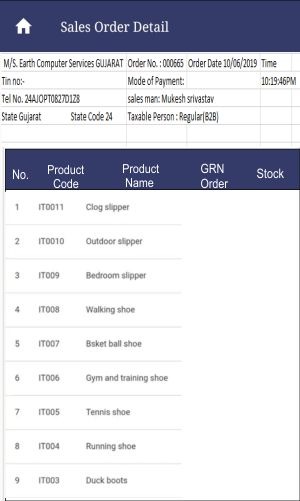 Sales Order Detail
M/S. Earth Computer Services GUJARAT Order No. : 000665 Order Date 10/06/2019 Time
Tin no:- Mode of Payment: 10:19:46PM
Tel No. 24AJOPT0827D1Z8 sales man: Mukesh srivastav
State Gujarat State Code 24 Taxable Person : Regular(B2B)
No. Product Code Product Name GRN Order Stock
1 IT0011 Clog slipper
2 IT0010 Outdoor slipper
3 IT009 Bedroom slipper
4 IT008 Walking shoe
5 IT007 Bsket ball shoe
6 IT006 Gym and training shoe
7 IT005 Tennis shoe
8 IT004 Running shoe
9 IT003 Duck boots